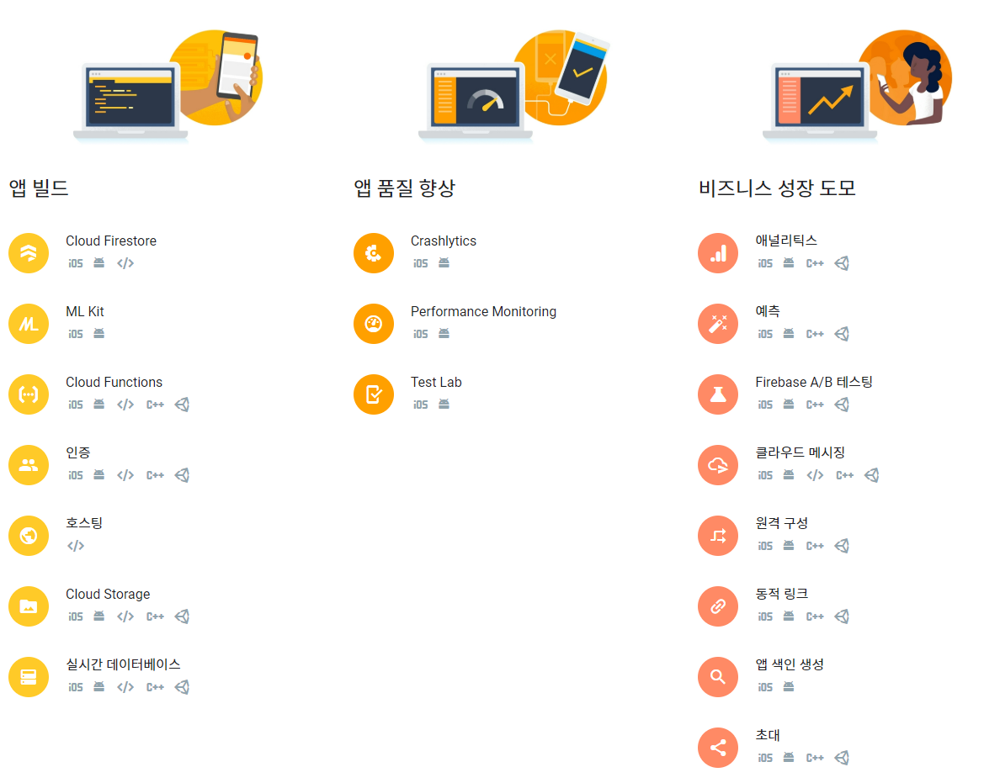 앱 빌드
Cloud Firestore
iOS </>
ML Kit
iOS
Cloud Functions
iOS </> C++
인증
iOS </> C++
호스팅
</>
Cloud Storage
iOS </> C++
실시간 데이터베이스
iOS </> C++
앱 품질 향상
Crashlytics
iOS
Performance Monitoring
iOS
Test Lab
iOS
비즈니스 성장 도모
애널리틱스
iOS C++
예측
iOS C++
Firebase A/B 테스팅
iOS C++
클라우드 메시징
iOS </> C++
원격 구성
iOS C++
동적 링크
iOS C++
앱 색인 생성
iOS
초대
iOS C++